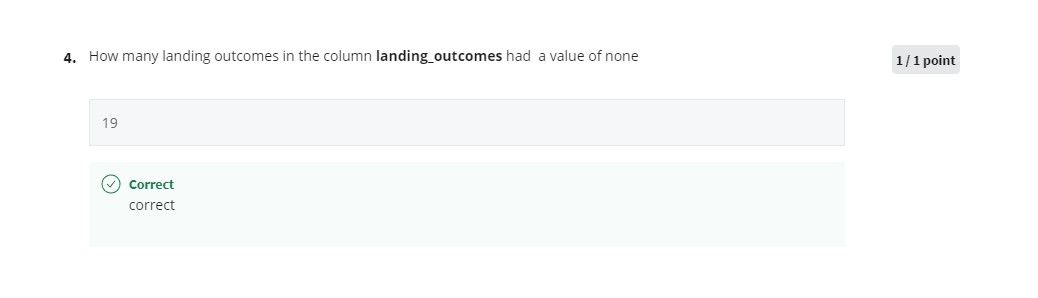 4. How many landing outcomes in the column landing_outcomes had a value of none
1 / 1 point
19
Correct
correct